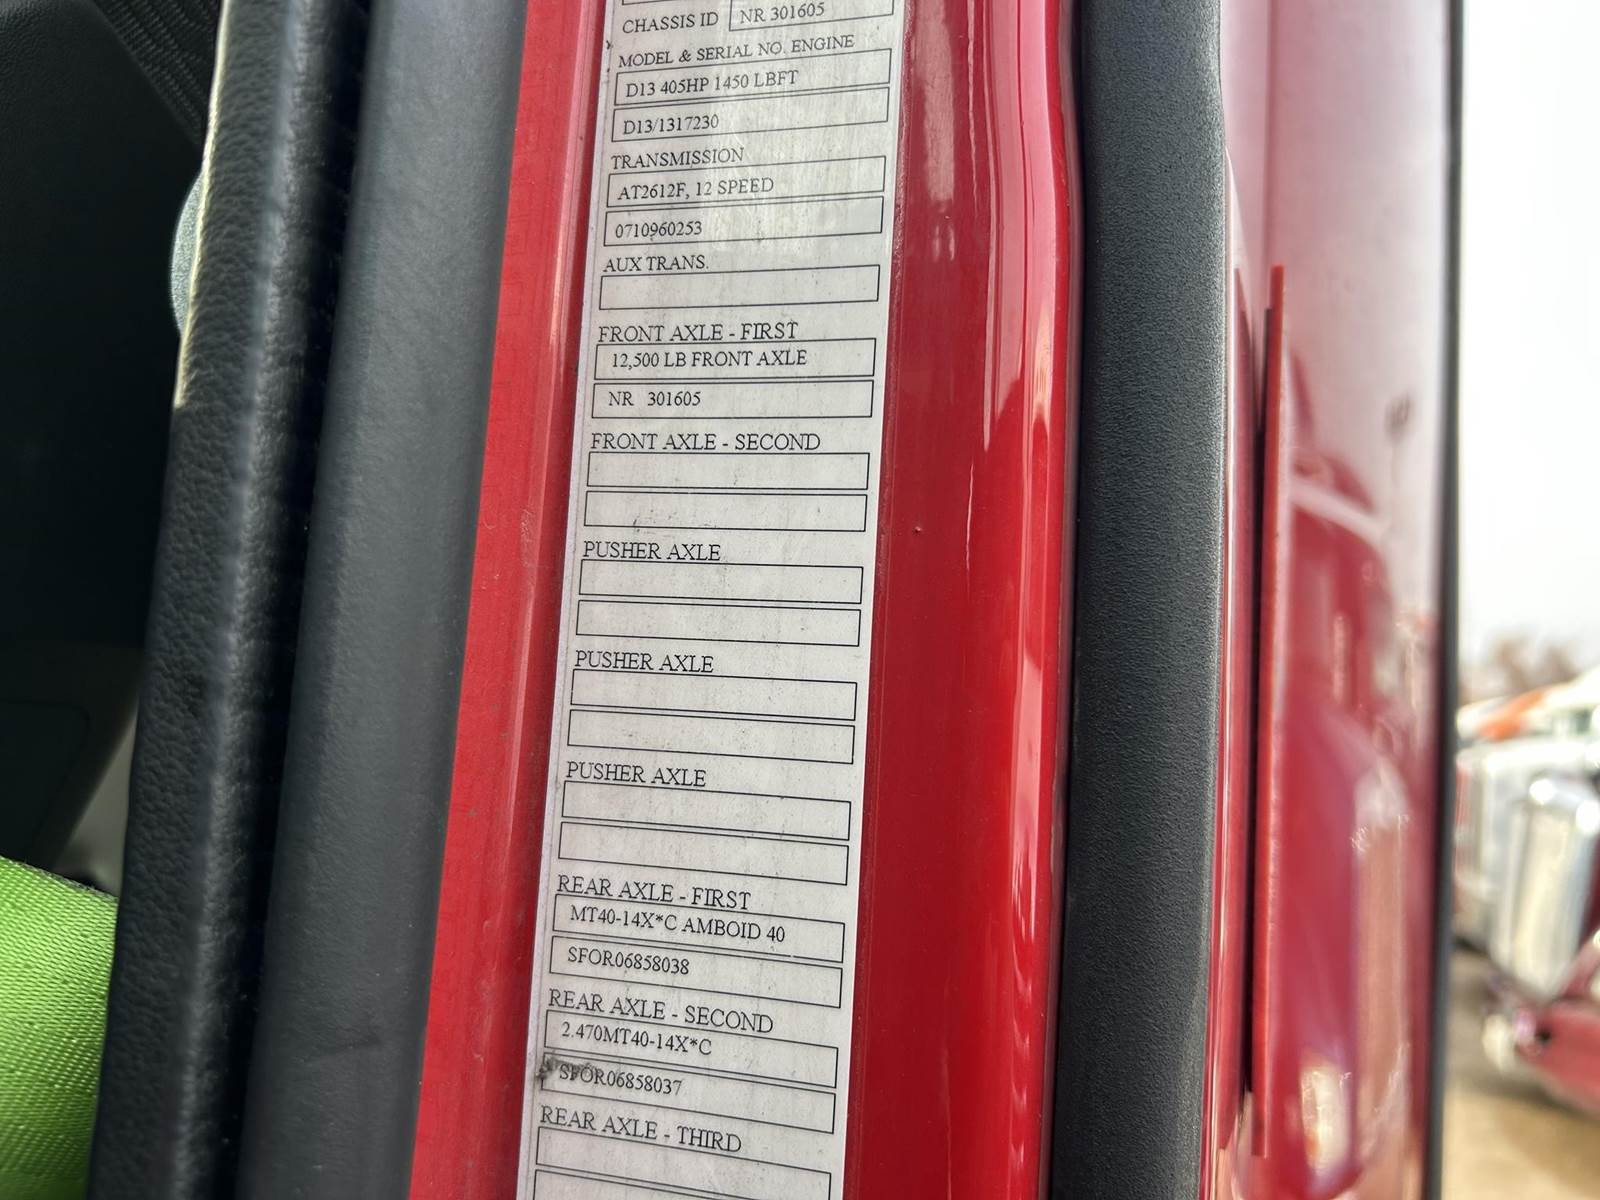 CHASSIS ID NR 301605
MODEL & SERIAL NO. ENGINE
D13 405HP 1450 LBFT
D13/1317230
TRANSMISSION
AT2612F, 12 SPEED
0710960253
AUX TRANS.
FRONT AXLE - FIRST
12,500 LB FRONT AXLE
NR 301605
FRONT AXLE - SECOND
PUSHER AXLE
PUSHER AXLE
PUSHER AXLE
REAR AXLE - FIRST
MT40-14X*C AMBOID 40
SFOR06858038
REAR AXLE - SECOND
2.470MT40-14X*C
SFOR06858037
REAR AXLE - THIRD